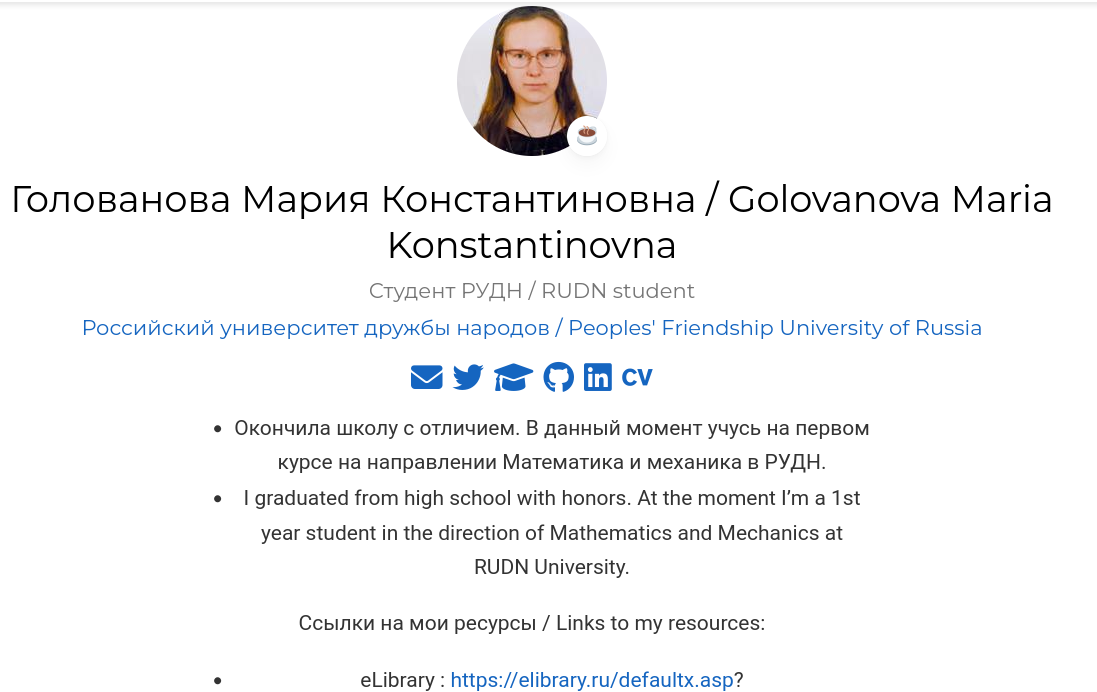 Голованова Мария Константиновна / Golovanova Maria
Konstantinovna
Студент РУДН / RUDN student
Российский университет дружбы народов / Peoples' Friendship University of Russia
CV
• Окончила школу с отличием. В данный момент учусь на первом
курсе на направлении Математика и механика в РУДН.
• I graduated from high school with honors. At the moment I’m a 1st
year student in the direction of Mathematics and Mechanics at
RUDN University.
Ссылки на мои ресурсы / Links to my resources:
• eLibrary : https://elibrary.ru/defaultx.asp?